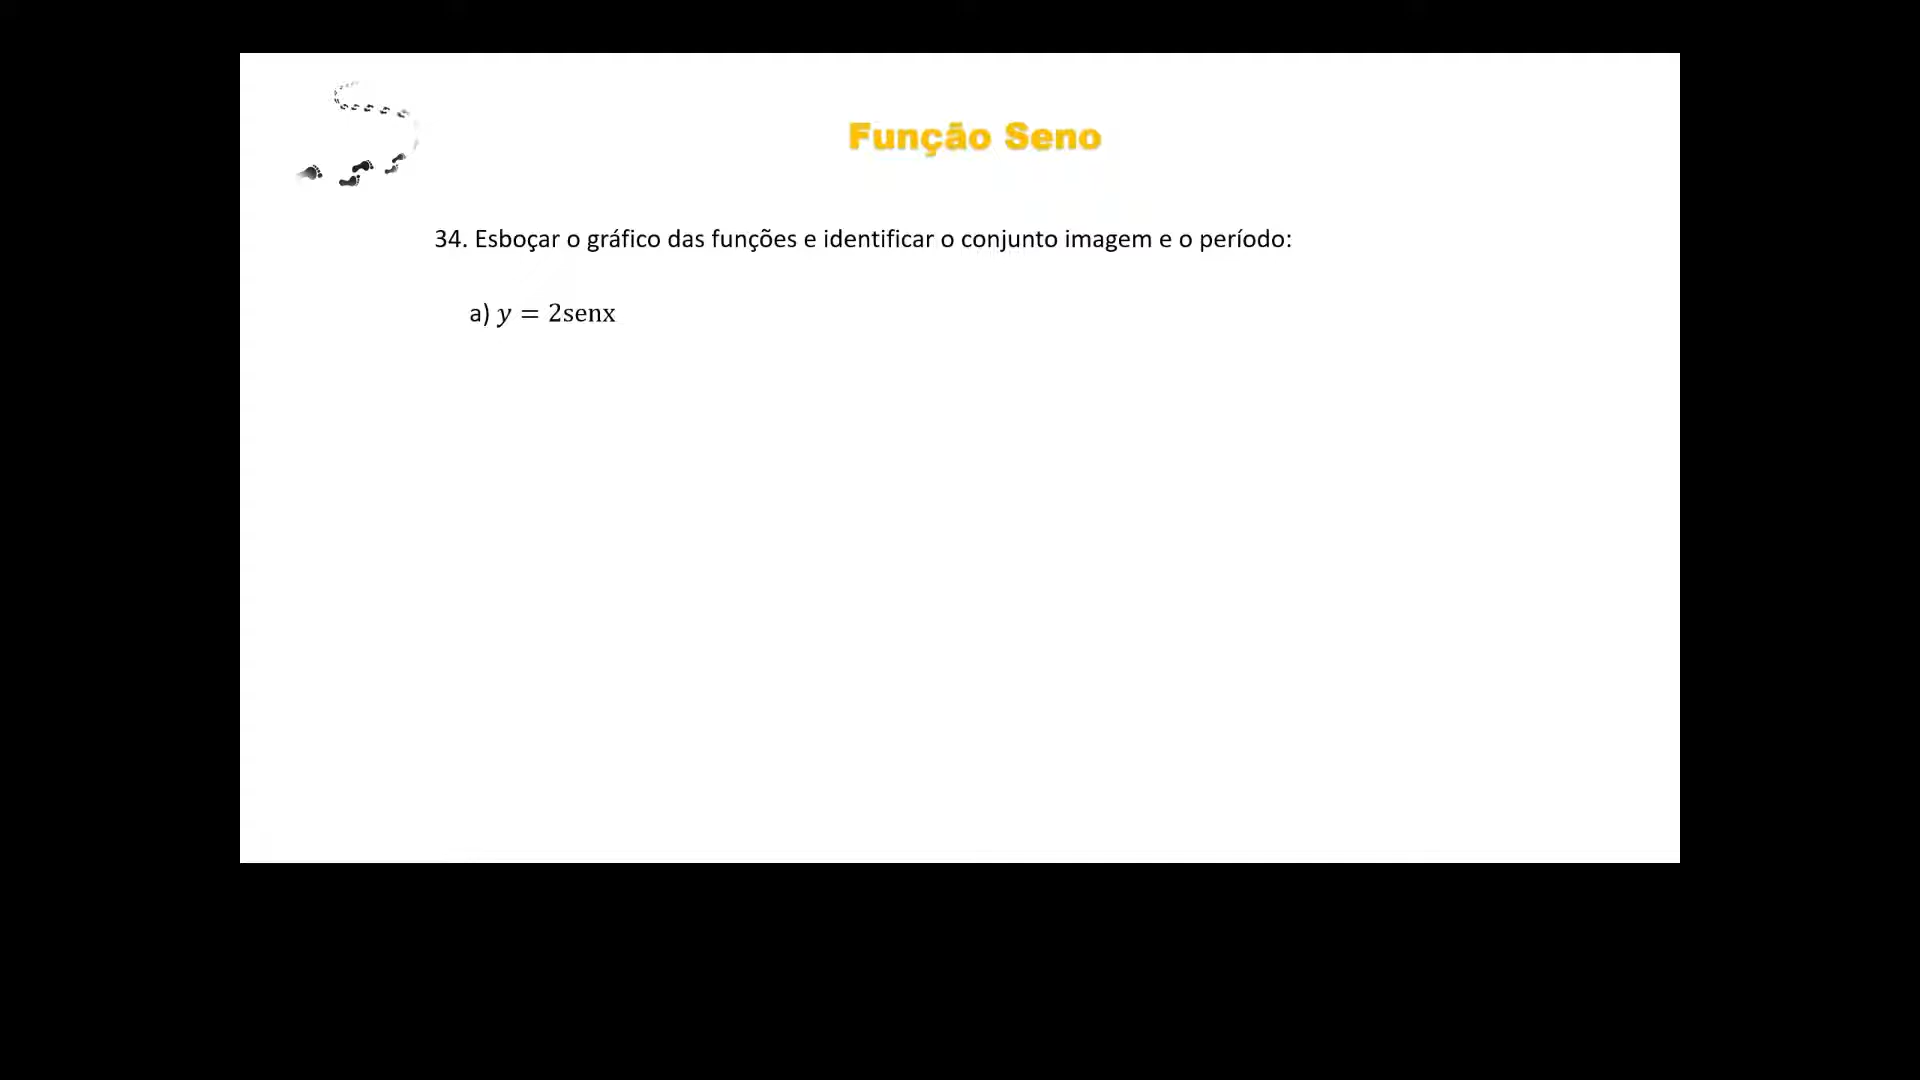 Função Seno
34. Esboçar o gráfico das funções e identificar o conjunto imagem e o período:
a) y = 2senx